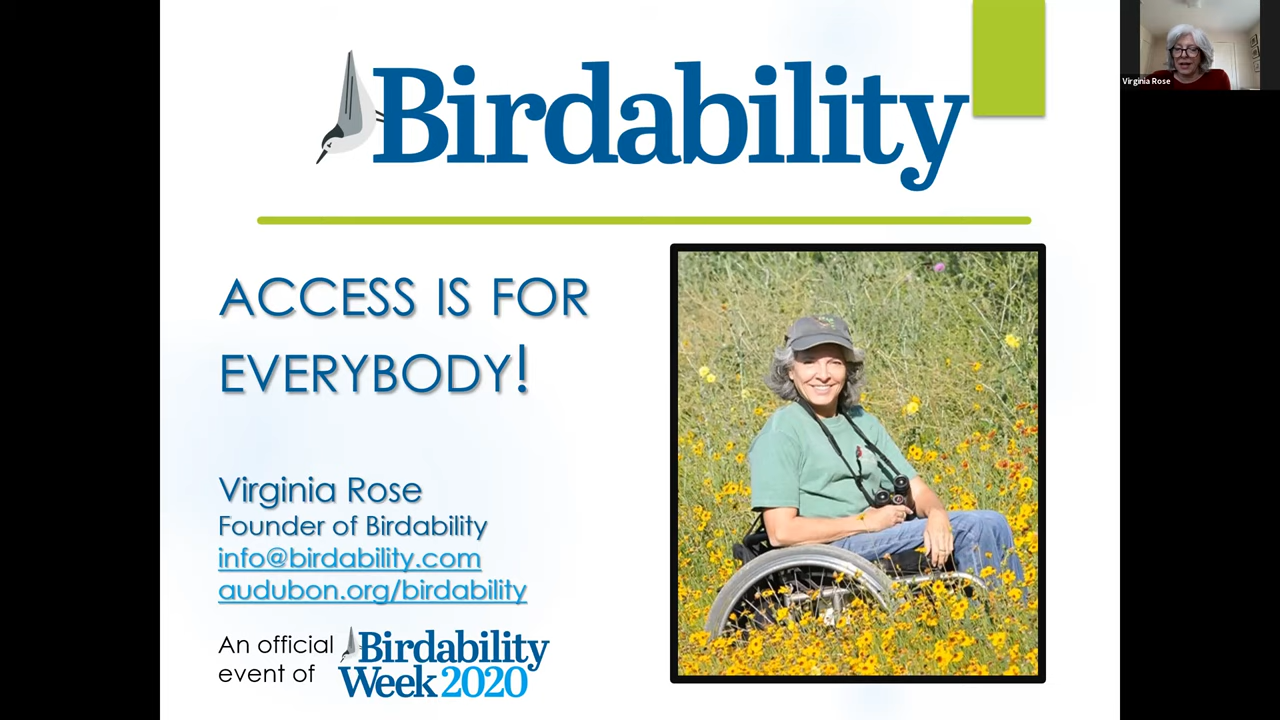 Birdability
Virginia Rose
ACCESS IS FOR
EVERYBODY!
Virginia Rose
Founder of Birdability
info@birdability.com
audubon.org/birdability
An official
event of
Birdability
Week 2020